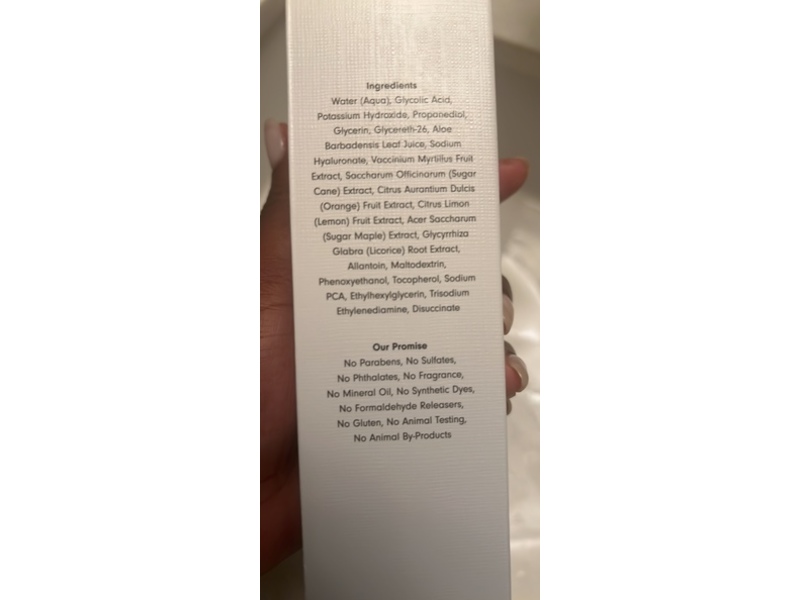 Ingredients
Water (Aqua), Glycolic Acid,
Potassium Hydroxide, Propanediol,
Glycerin, Glycereth-26, Aloe
Barbadensis Leaf Juice, Sodium
Hyaluronate, Vaccinium Myrtillus Fruit
Extract, Saccharum Officinarum (Sugar
Cane) Extract, Citrus Aurantium Dulcis
(Orange) Fruit Extract, Citrus Limon
(Lemon) Fruit Extract, Acer Saccharum
(Sugar Maple) Extract, Glycyrrhiza
Glabra (Licorice) Root Extract,
Allantoin, Maltodextrin,
Phenoxyethanol, Tocopherol, Sodium
PCA, Ethylhexylglycerin, Trisodium
Ethylenediamine, Disuccinate
Our Promise
No Parabens, No Sulfates,
No Phthalates, No Fragrance,
No Mineral Oil, No Synthetic Dyes,
No Formaldehyde Releasers,
No Gluten, No Animal Testing,
No Animal By-Products